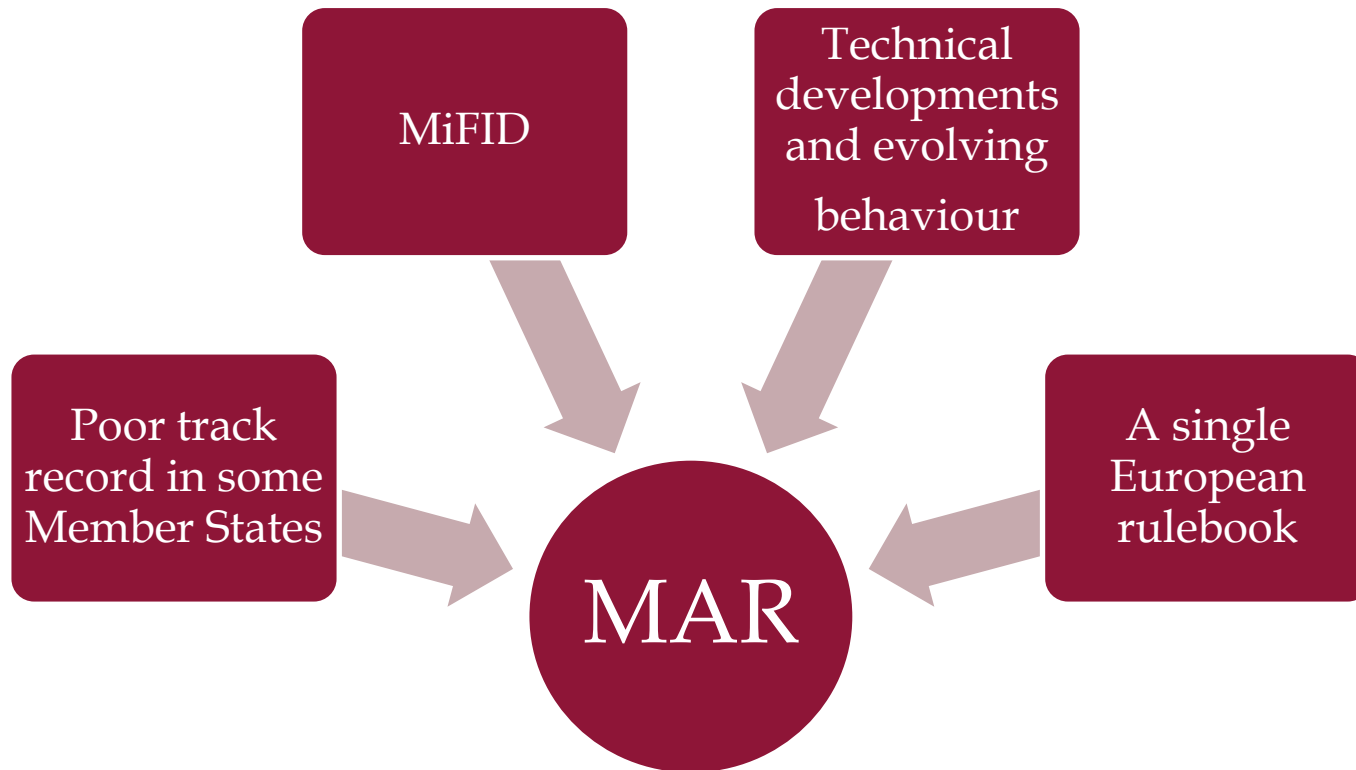 MiFID
Technical
developments
and evolving
behaviour
Poor track
record in some
Member States
A single
European
rulebook
MAR